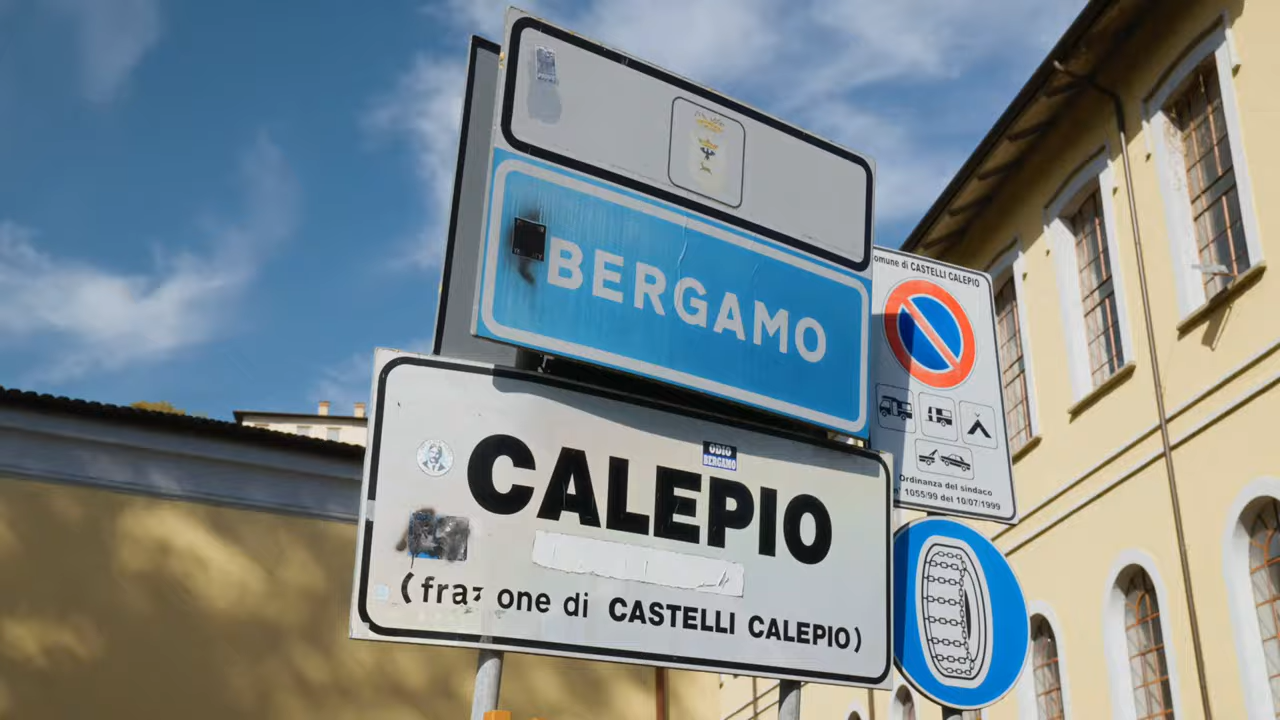 BERGAMO
omune di CASTELLI CALEPIO
ODIO
BERGAMO
CALEPIO
(fraz one di CASTELLI CALEPIO)
Ordinanza del sindaco
n° 1055/99 del 10/07/1999